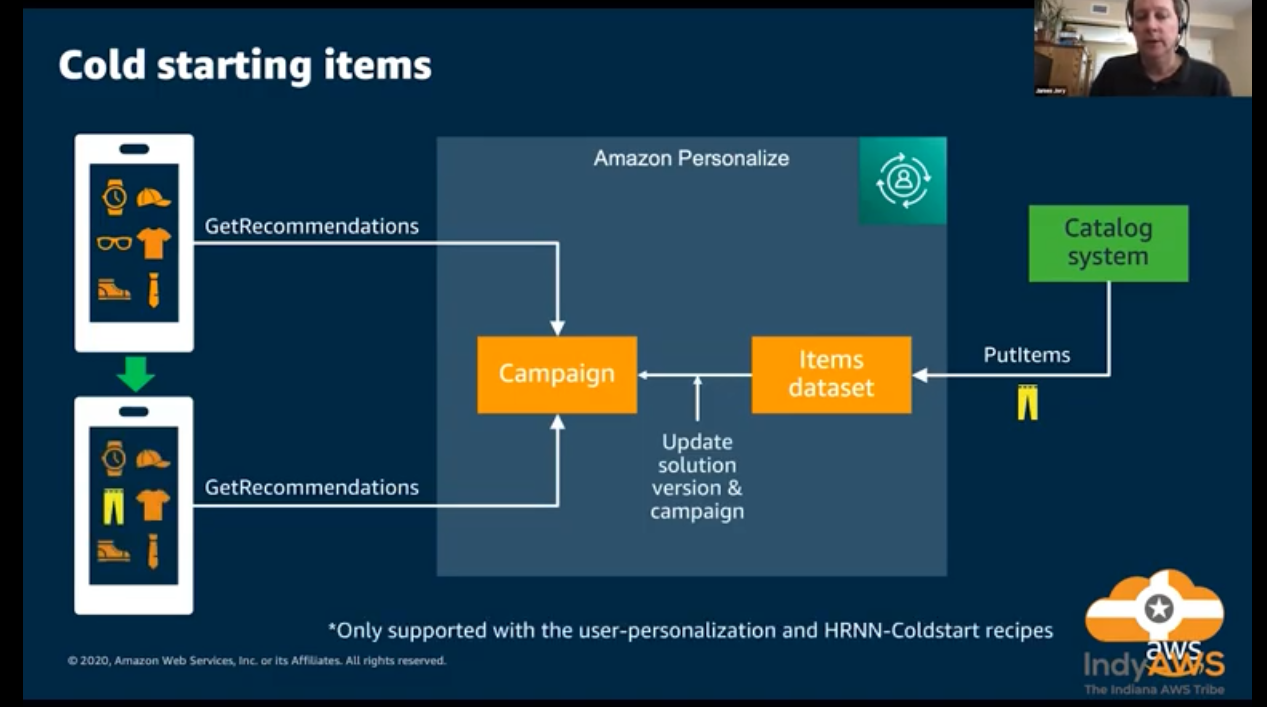 Cold starting items
James Jory
Amazon Personalize
GetRecommendations
Catalog
system
PutItems
Campaign
Items
dataset
Update
solution
version &
campaign
GetRecommendations
*Only supported with the user-personalization and HRNN-Coldstart recipes
© 2020, Amazon Web Services, Inc. or its Affiliates. All rights reserved.
aws
IndyAWS
The Indiana AWS Tribe